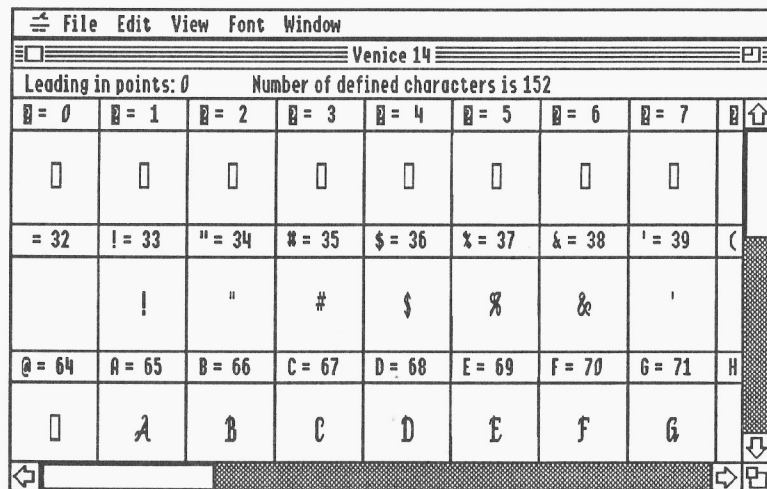 File Edit View Font Window
Venice 14
Leading in points: 0 Number of defined characters is 152
= 0 = 1 = 2 = 3 = 4 = 5 = 6 = 7
= 32 ! = 33 " = 34 # = 35 $ = 36 % = 37 & = 38 ' = 39 (
! " # $ % & '
@ = 64 A = 65 B = 66 C = 67 D = 68 E = 69 F = 70 G = 71 H
A B C D E F G